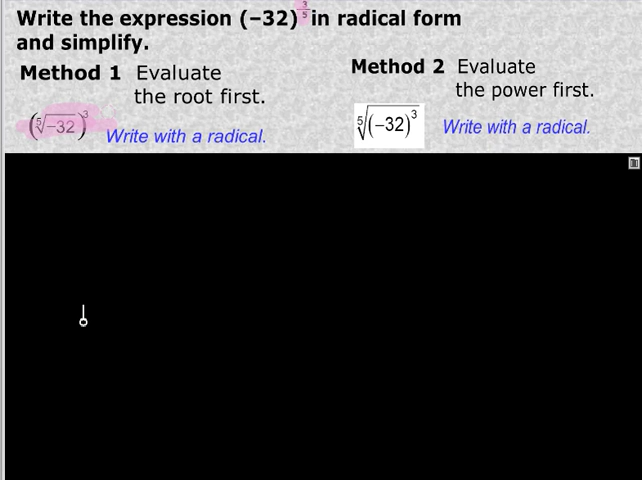 Write the expression (−32)^(3/5) in radical form
and simplify.
Method 1 Evaluate
the root first.
(⁵√−32)³ Write with a radical.
Method 2 Evaluate
the power first.
⁵√(−32)³ Write with a radical.